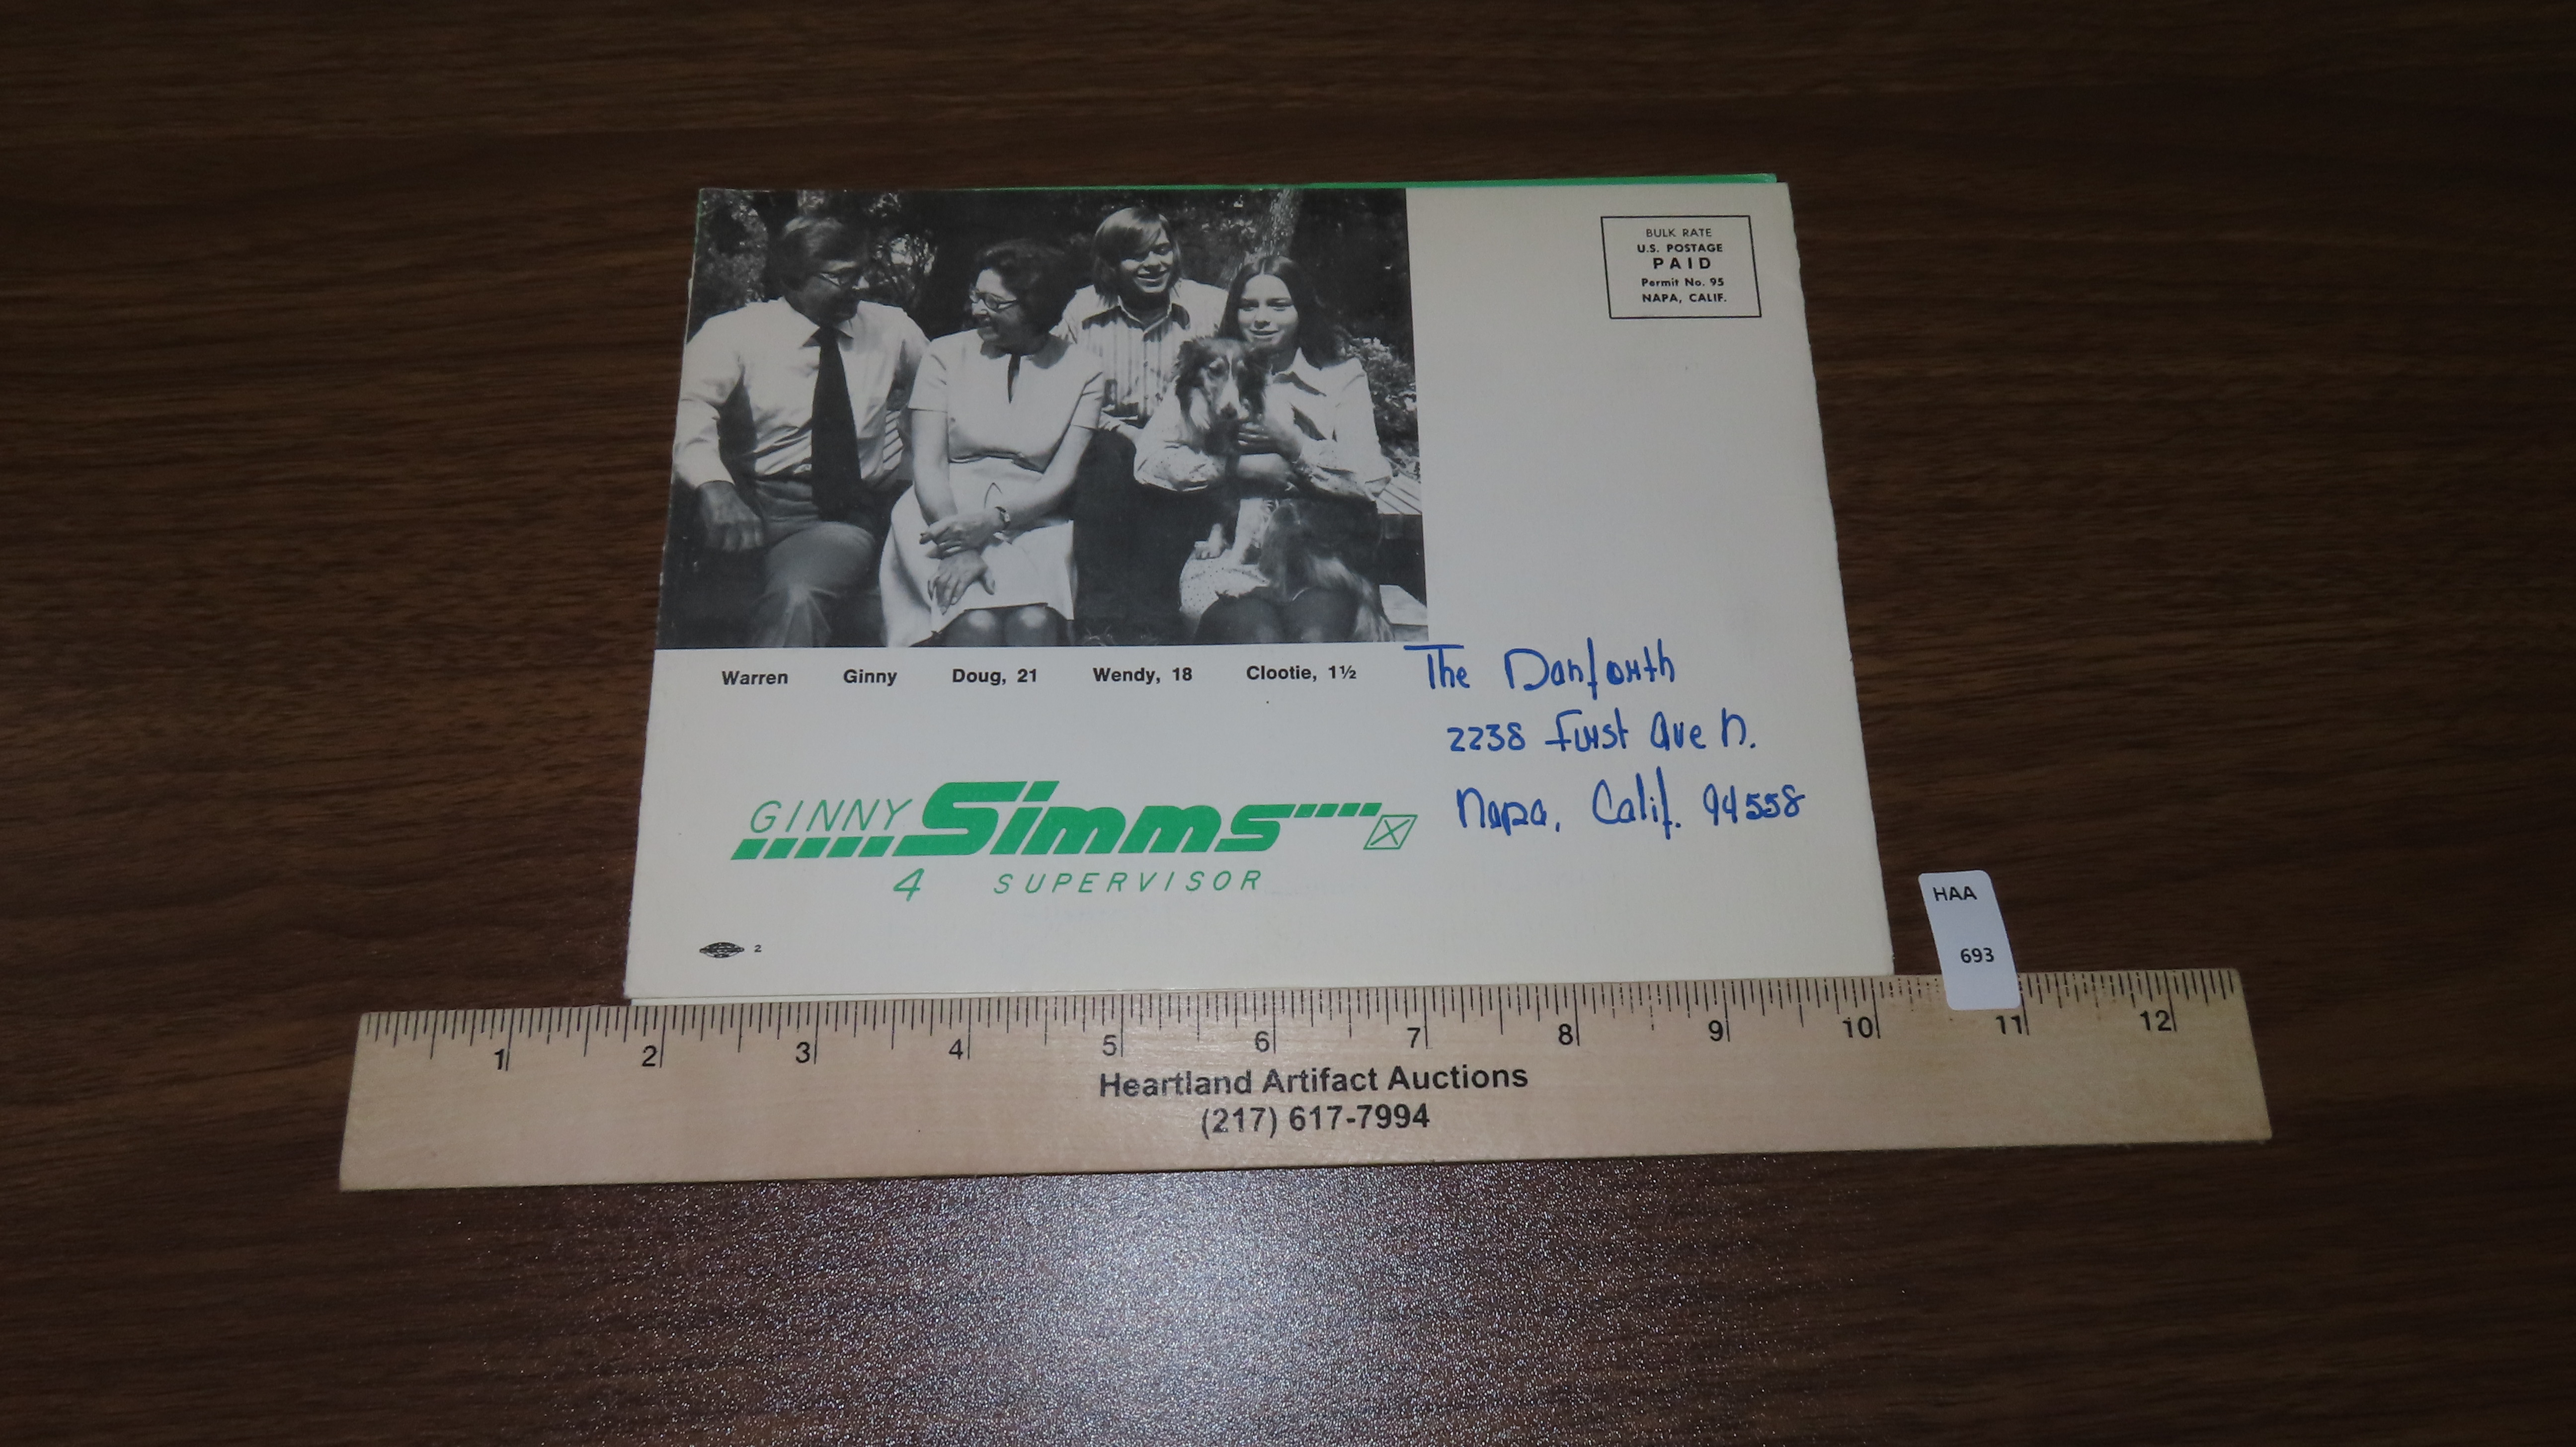 BULK RATE
U.S. POSTAGE
PAID
Permit No. 95
NAPA, CALIF.
Warren Ginny Doug, 21 Wendy, 18 Clootie, 1½
The Danforth
2238 First Ave N.
Napa, Calif. 94558
GINNY Simms
4 SUPERVISOR
2
HAA
693
1 2 3 4 5 6 7 8 9 10 11 12
Heartland Artifact Auctions
(217) 617-7994